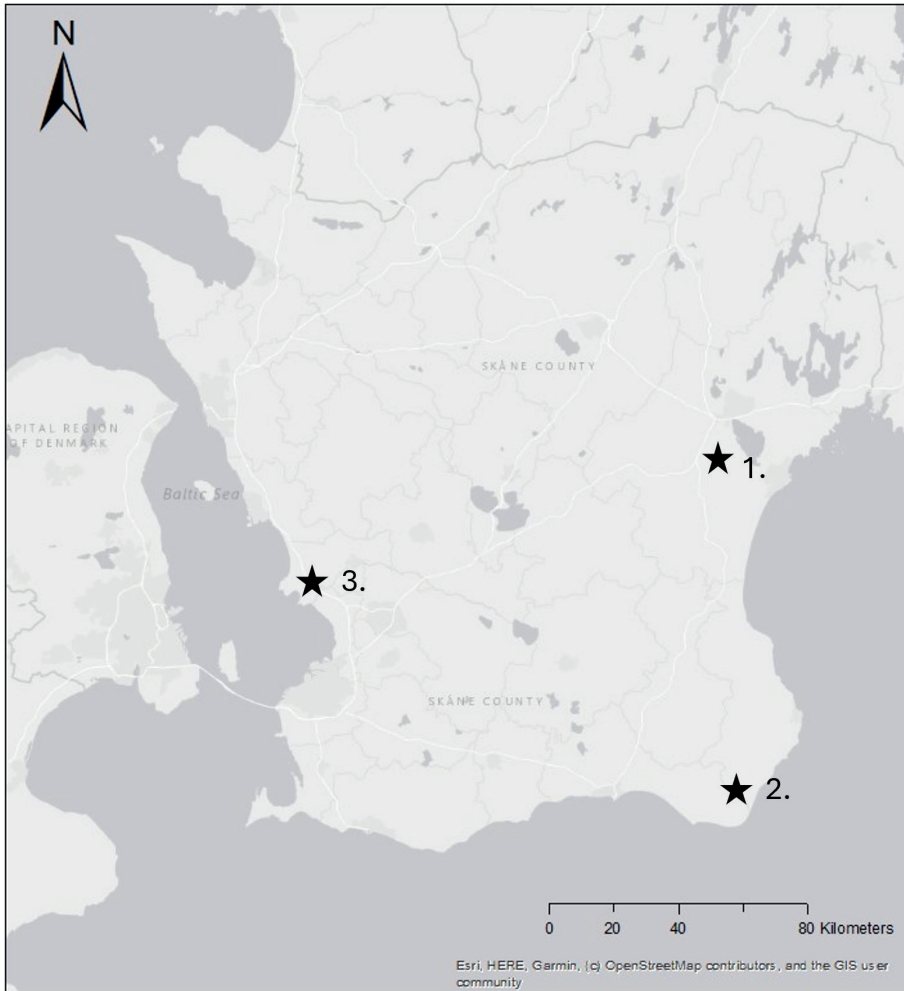 N
SKÅNE COUNTY
APITAL REGION
OF DENMARK
1.
Baltic Sea
3.
SKÅNE COUNTY
2.
0 20 40 80 Kilometers
Esri, HERE, Garmin, (c) OpenStreetMap contributors, and the GIS user
community